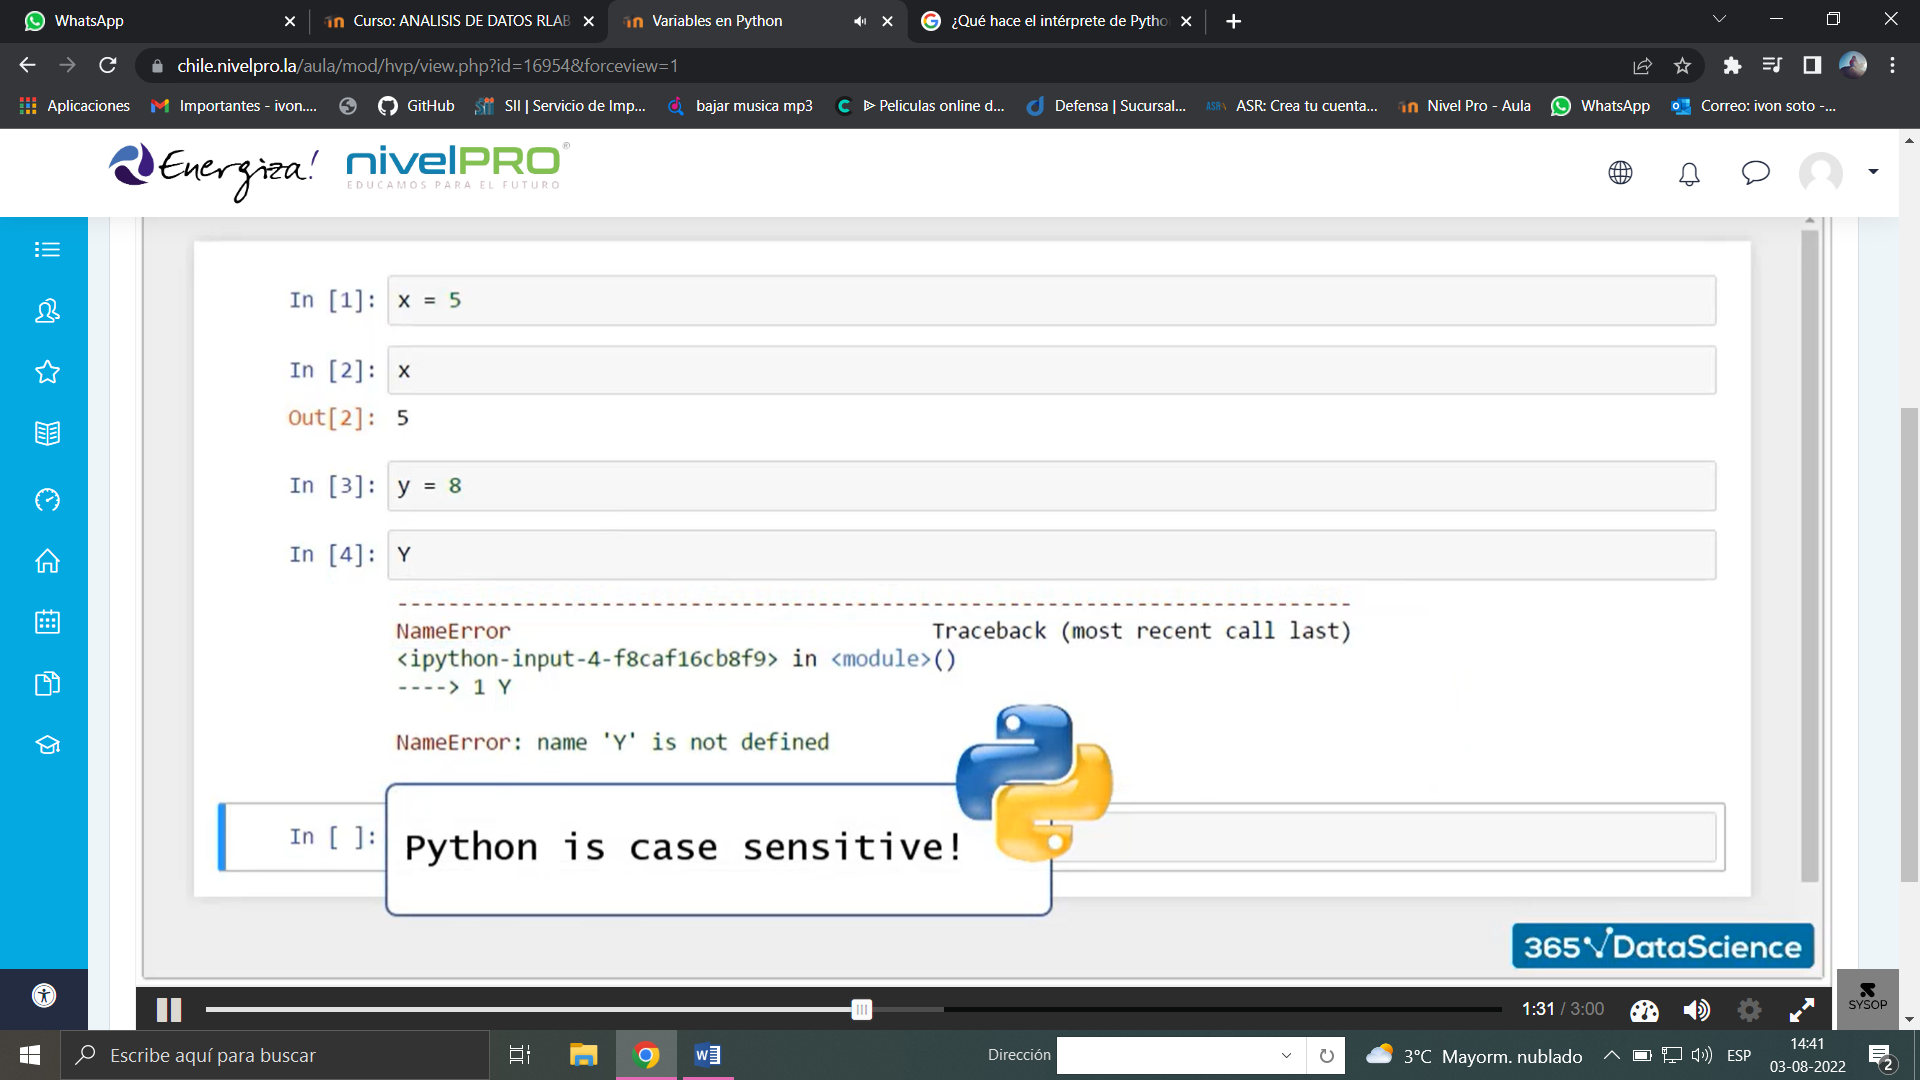 WhatsApp
Curso: ANALISIS DE DATOS RLAB
Variables en Python
¿Qué hace el intérprete de Pytho
chile.nivelpro.la/aula/mod/hvp/view.php?id=16954&forceview=1
Aplicaciones
Importantes - ivon....
GitHub
SII | Servicio de Imp...
bajar musica mp3
Peliculas online d...
Defensa | Sucursal...
ASR: Crea tu cuenta...
Nivel Pro - Aula
WhatsApp
Correo: ivon soto -...
Energiza!
nivelPRO®
EDUCAMOS PARA EL FUTURO
In [1]: x = 5
In [2]: x
Out[2]: 5
In [3]: y = 8
In [4]: Y
---------------------------------------------------------------------------
NameError Traceback (most recent call last)
<ipython-input-4-f8caf16cb8f9> in <module>()
----> 1 Y
NameError: name 'Y' is not defined
In [ ]:
Python is case sensitive!
365 DataScience
1:31 / 3:00
SYSOP
Escribe aquí para buscar
Dirección
3°C Mayorm. nublado
ESP
14:41
03-08-2022
2